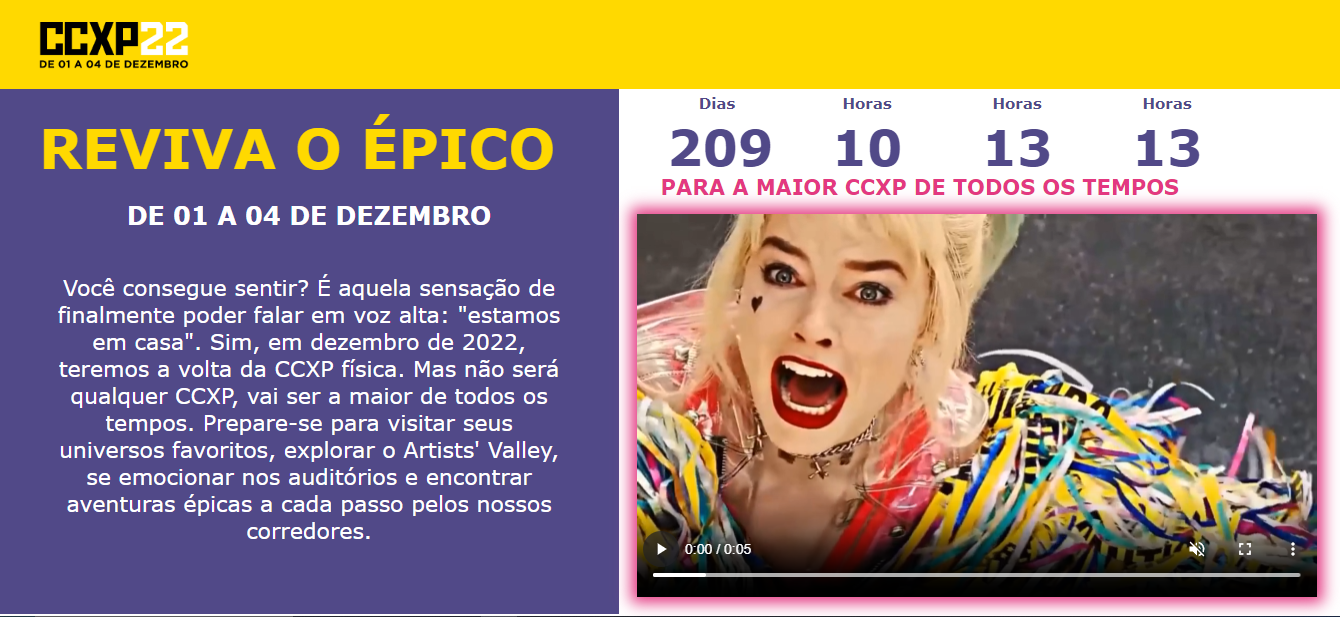 CCXP22
DE 01 A 04 DE DEZEMBRO
REVIVA O ÉPICO
DE 01 A 04 DE DEZEMBRO
Você consegue sentir? É aquela sensação de
finalmente poder falar em voz alta: "estamos
em casa". Sim, em dezembro de 2022,
teremos a volta da CCXP física. Mas não será
qualquer CCXP, vai ser a maior de todos os
tempos. Prepare-se para visitar seus
universos favoritos, explorar o Artists' Valley,
se emocionar nos auditórios e encontrar
aventuras épicas a cada passo pelos nossos
corredores.
Dias Horas Horas Horas
209 10 13 13
PARA A MAIOR CCXP DE TODOS OS TEMPOS
0:00 / 0:05